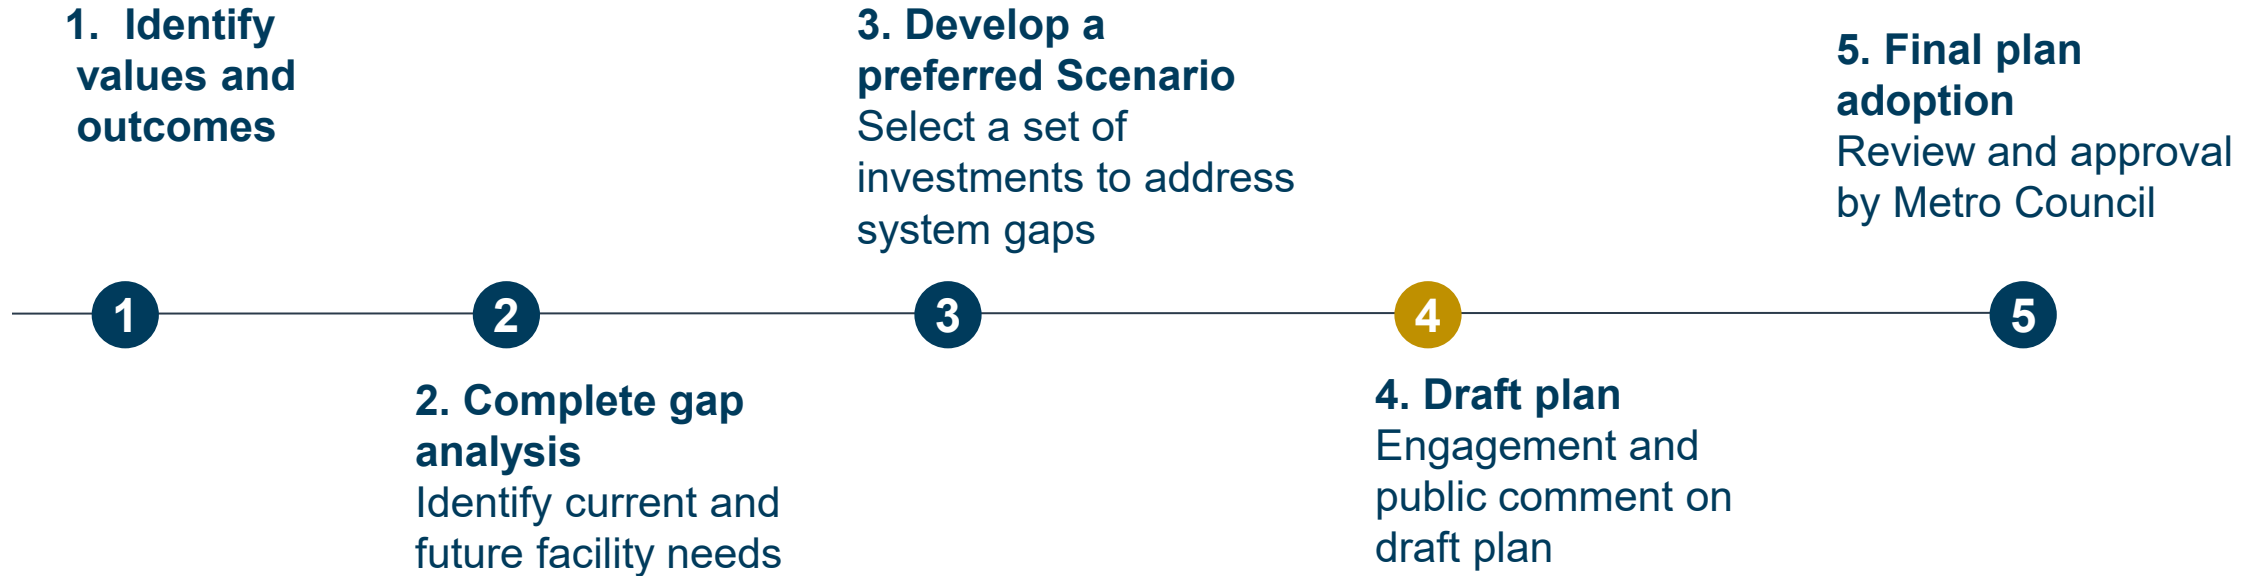 1. Identify
values and
outcomes
3. Develop a
preferred Scenario
Select a set of
investments to address
system gaps
5. Final plan
adoption
Review and approval
by Metro Council
1
2
3
4
5
2. Complete gap
analysis
Identify current and
future facility needs
4. Draft plan
Engagement and
public comment on
draft plan